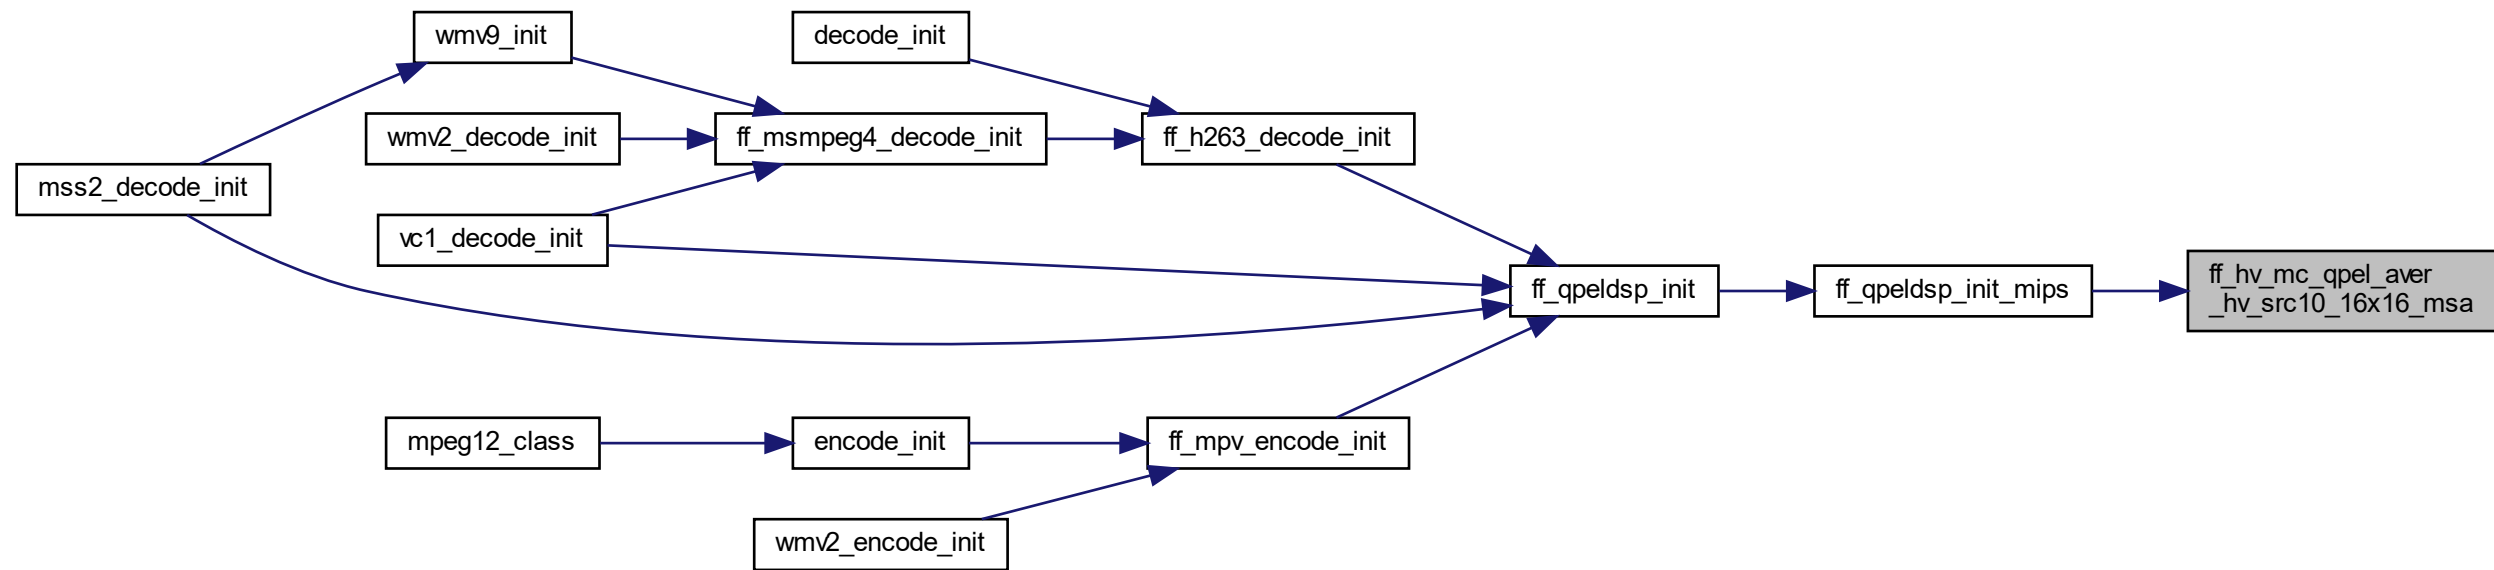 wmv9_init
decode_init
wmv2_decode_init
ff_msmpeg4_decode_init
ff_h263_decode_init
mss2_decode_init
vc1_decode_init
ff_qpeldsp_init
ff_qpeldsp_init_mips
ff_hv_mc_qpel_aver
_hv_src10_16x16_msa
mpeg12_class
encode_init
ff_mpv_encode_init
wmv2_encode_init